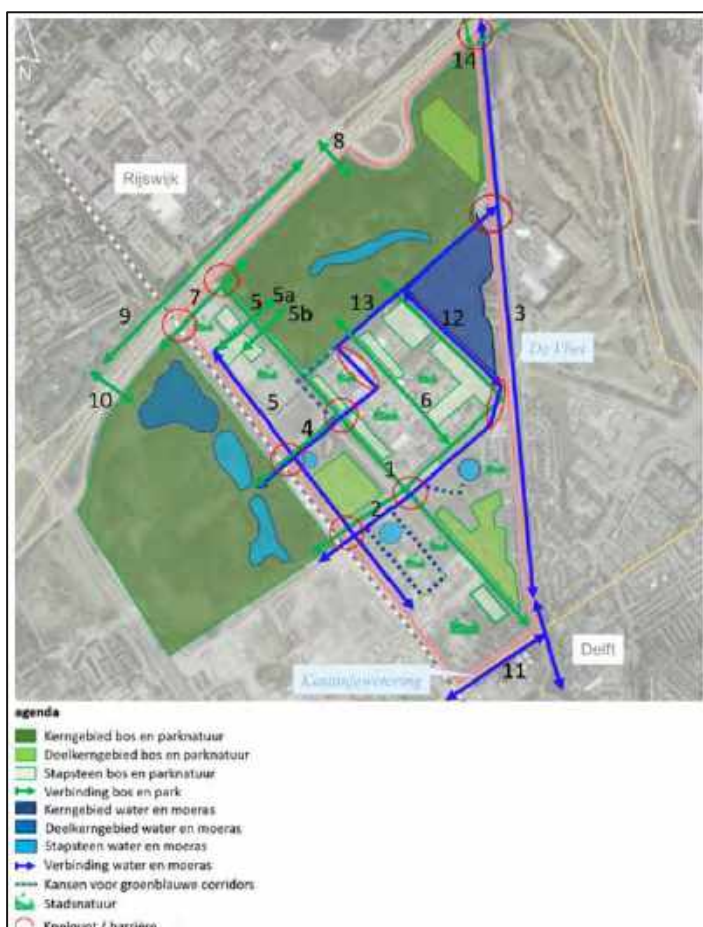 14
N
8
Rijswijk
5a
7
5
13
5b
9
12
3
De Vliet
5
10
6
4
1
2
Delft
11
agenda
Kerngebied bos en parknatuur
Deelkerngebied bos en parknatuur
Stapsteen bos en parknatuur
Verbinding bos en park
Kerngebied water en moeras
Deelkerngebied water en moeras
Stapsteen water en moeras
Verbinding water en moeras
Kansen voor groenblauwe corridors
Stadsnatuur
Knelpunt / barrière